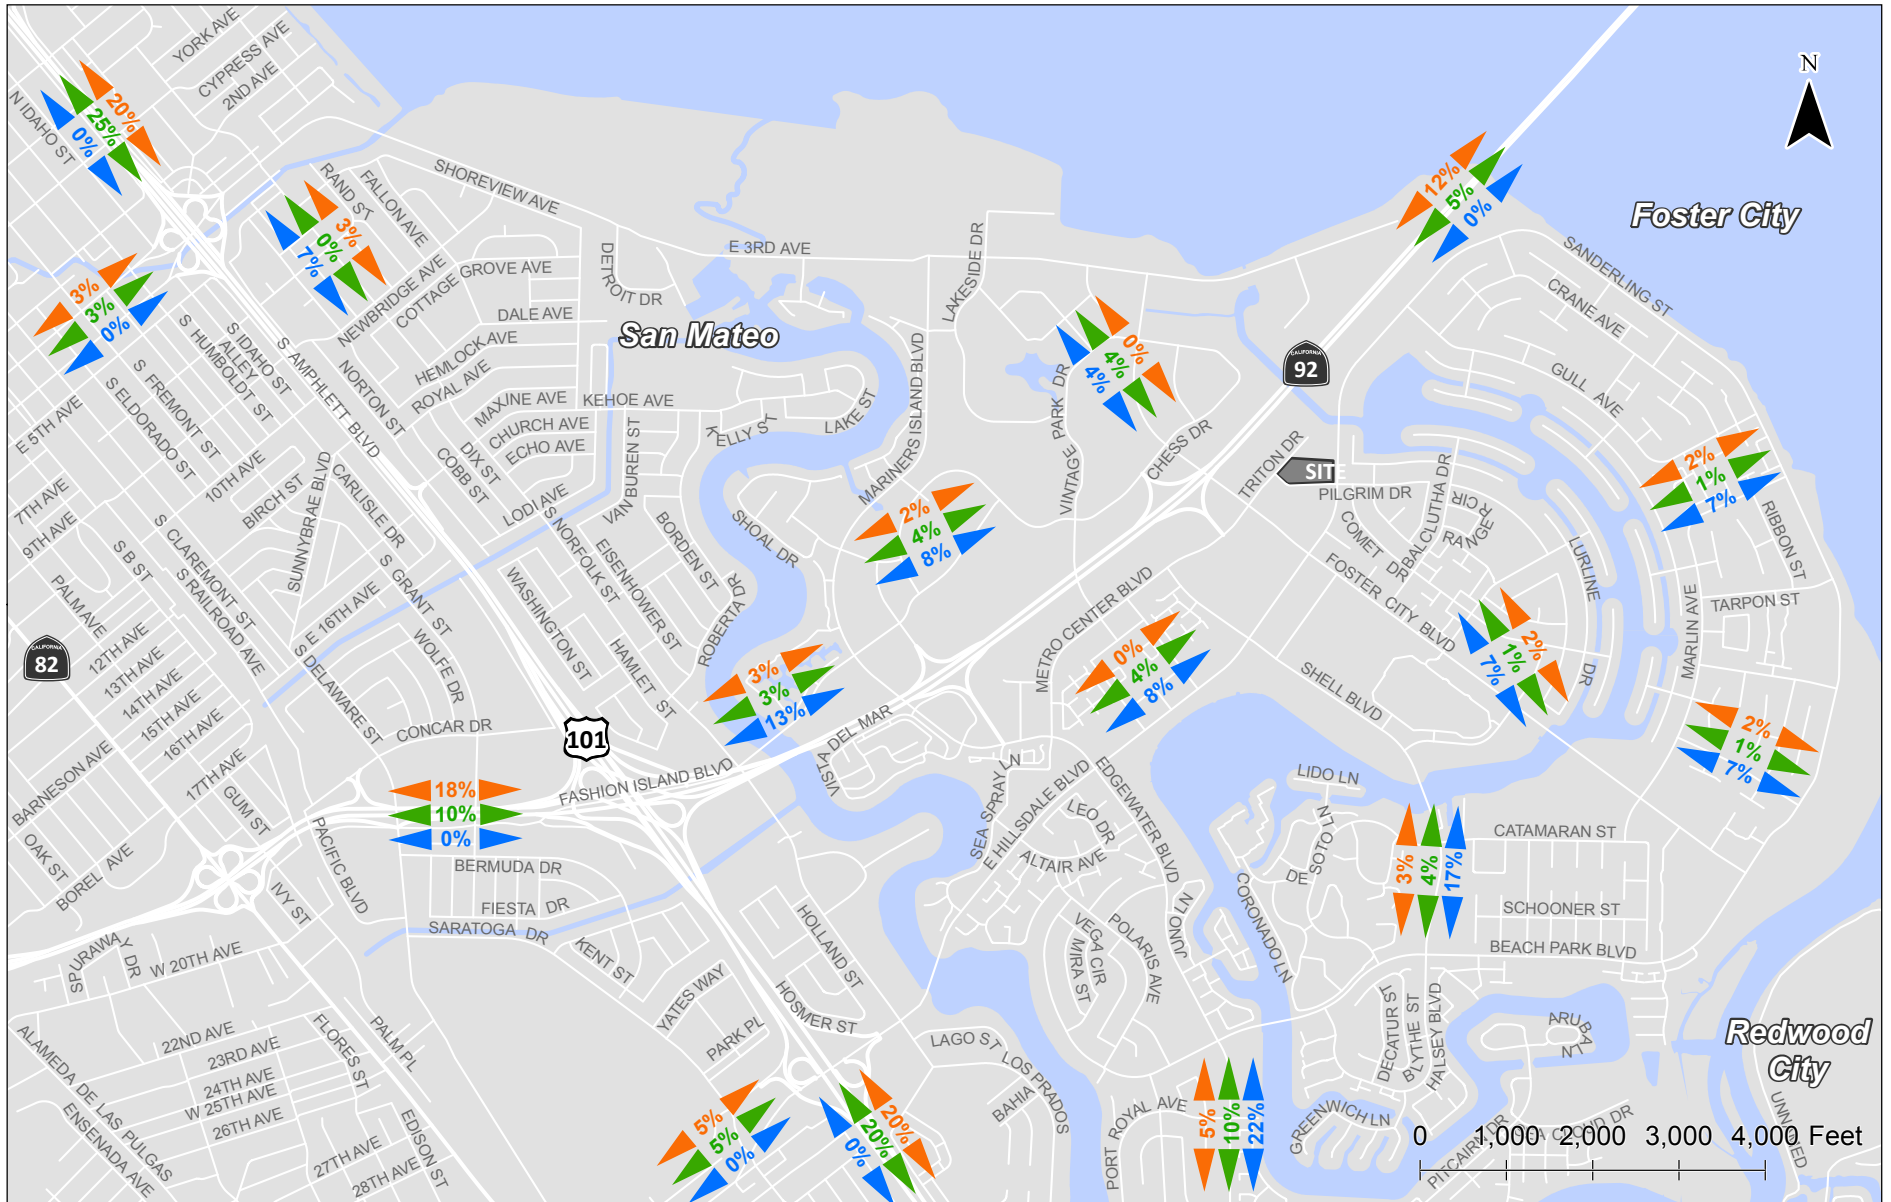 YORK AVE
CYPRESS AVE
2ND AVE
N IDAHO ST
20%
25%
0%
N
Foster City
SHOREVIEW AVE
RAND ST
FALLON AVE
3%
0%
7%
12%
5%
0%
SANDERLING ST
CRANE AVE
GULL AVE
E 3RD AVE
LAKESIDE DR
DETROIT DR
GROVE AVE
COTTAGE
NEWBRIDGE AVE
DALE AVE
HEMLOCK AVE
ROYAL AVE
San Mateo
3%
3%
0%
S IDAHO ST
ALLEY
S HUMBOLDT ST
S AMPHLETT BLVD
NORTON ST
S FREMONT ST
S ELDORADO ST
E 5TH AVE
7TH AVE
9TH AVE
10TH AVE
BIRCH ST
SUNNYBRAE BLVD
CARLISLE DR
MAXINE AVE
KEHOE AVE
CHURCH AVE
ECHO AVE
DIX ST
COBB ST
LODI AVE
VAN BUREN ST
KELLY ST
LAKE ST
MARINERS ISLAND BLVD
0%
4%
4%
VINTAGE PARK DR
CHESS DR
CALIFORNIA
92
TRITON DR
SIT
PILGRIM DR
COMET DR
BALCLUTHA DR
RANGE CIR
FOSTER CITY BLVD
LURLINE DR
2%
1%
7%
RIBBON ST
TARPON ST
MARLIN AVE
2%
4%
8%
SHOAL DR
BORDEN ST
S NORFOLK ST
EISENHOWER ST
ROBERTA DR
WASHINGTON ST
HAMLET ST
S B ST
S CLAREMONT ST
S RAILROAD AVE
S GRANT ST
S E 16TH AVE
WOLFE DR
S DELAWARE ST
PALM AVE
CALIFORNIA
82
12TH AVE
13TH AVE
14TH AVE
15TH AVE
16TH AVE
17TH AVE
GUM ST
BARNESON AVE
OAK ST
BOREL AVE
CONCAR DR
101
18%
10%
0%
FASHION ISLAND BLVD
3%
3%
13%
VISTA DEL MAR
METRO CENTER BLVD
0%
4%
8%
SHELL BLVD
2%
1%
7%
2%
1%
7%
SEA SPRAY LN
E HILLSDALE BLVD
EDGEWATER BLVD
LEO DR
ALTAIR AVE
LIDO LN
DE SOTO LN
3%
4%
17%
CATAMARAN ST
SCHOONER ST
BEACH PARK BLVD
BERMUDA DR
FIESTA DR
SARATOGA DR
PACIFIC BLVD
IVY ST
KENT ST
YATES WAY
PARK PL
HOLLAND ST
HOSMER ST
VEGA CIR
MIRA ST
POLARIS AVE
JUNO LN
CORONADO LN
SPURAWAY DR
W 20TH AVE
22ND AVE
23RD AVE
24TH AVE
W 25TH AVE
26TH AVE
27TH AVE
28TH AVE
ALAMEDA DE LAS PULGAS
ENSENADA AVE
FLORES ST
PALM PL
EDISON ST
5%
5%
0%
20%
20%
0%
LAGO ST
LOS PRADOS
BAHIA
PORT ROYAL AVE
5%
10%
22%
GREENWICH LN
DECATUR ST
BLYTHE ST
HALSEY BLVD
ARUBA LN
Redwood
City
UNNAMED
PITCAIRN DR
0 1,000 2,000 3,000 4,000 Feet